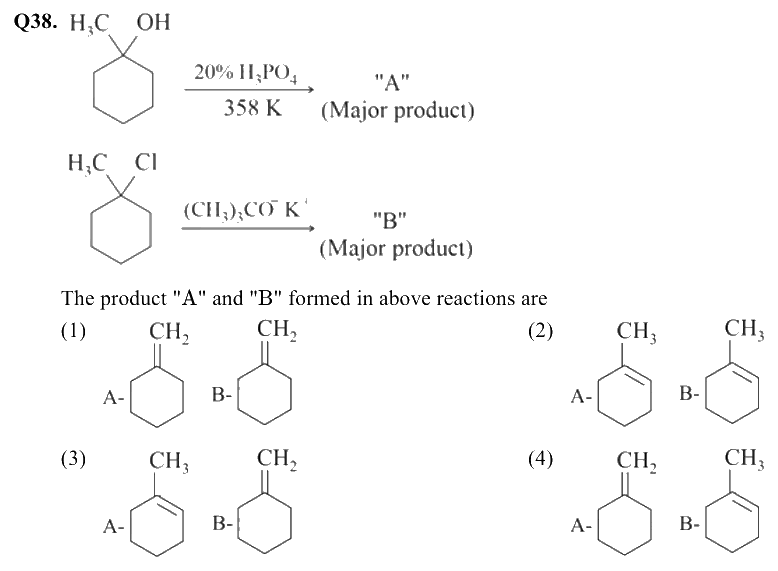 Q38. H₃C OH
20% H₃PO₄
358 K
"A"
(Major product)
H₃C Cl
(CH₃)₃CO⁻ K⁺
"B"
(Major product)
The product "A" and "B" formed in above reactions are
(1) CH₂ CH₂
A- B-
(2) CH₃ CH₃
A- B-
(3) CH₃ CH₂
A- B-
(4) CH₂ CH₃
A- B-